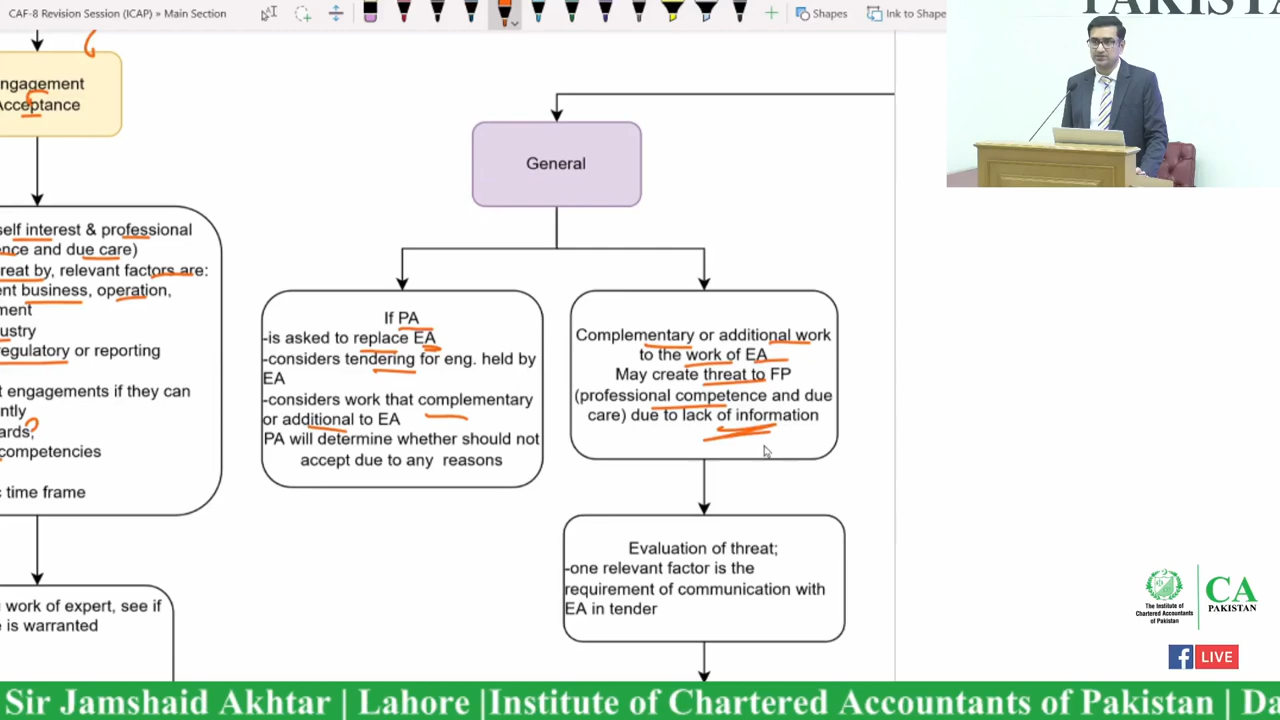 CAF-8 Revision Session (ICAP) » Main Section
Shapes
Ink to Shape
PAKISTA
ngagement
Acceptance
General
self interest & professional
ence and due care)
reat by, relevant factors are:
ent business, operation,
ment
ustry
regulatory or reporting
t engagements if they can
ntly
ards,
competencies
time frame
If PA
-is asked to replace EA
-considers tendering for eng. held by
EA
-considers work that complementary
or additional to EA
PA will determine whether should not
accept due to any reasons
Complementary or additional work
to the work of EA
May create threat to FP
(professional competence and due
care) due to lack of information
Evaluation of threat;
-one relevant factor is the
requirement of communication with
EA in tender
work of expert, see if
e is warranted
The Institute of
Chartered Accountants
of Pakistan
CA
PAKISTAN
f LIVE
Sir Jamshaid Akhtar | Lahore |Institute of Chartered Accountants of Pakistan | Da